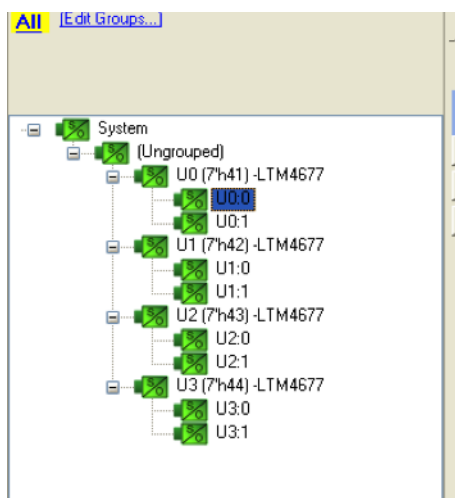 All [Edit Groups...]
System
(Ungrouped)
U0 (7'h41) -LTM4677
U0:0
U0:1
U1 (7'h42) -LTM4677
U1:0
U1:1
U2 (7'h43) -LTM4677
U2:0
U2:1
U3 (7'h44) -LTM4677
U3:0
U3:1